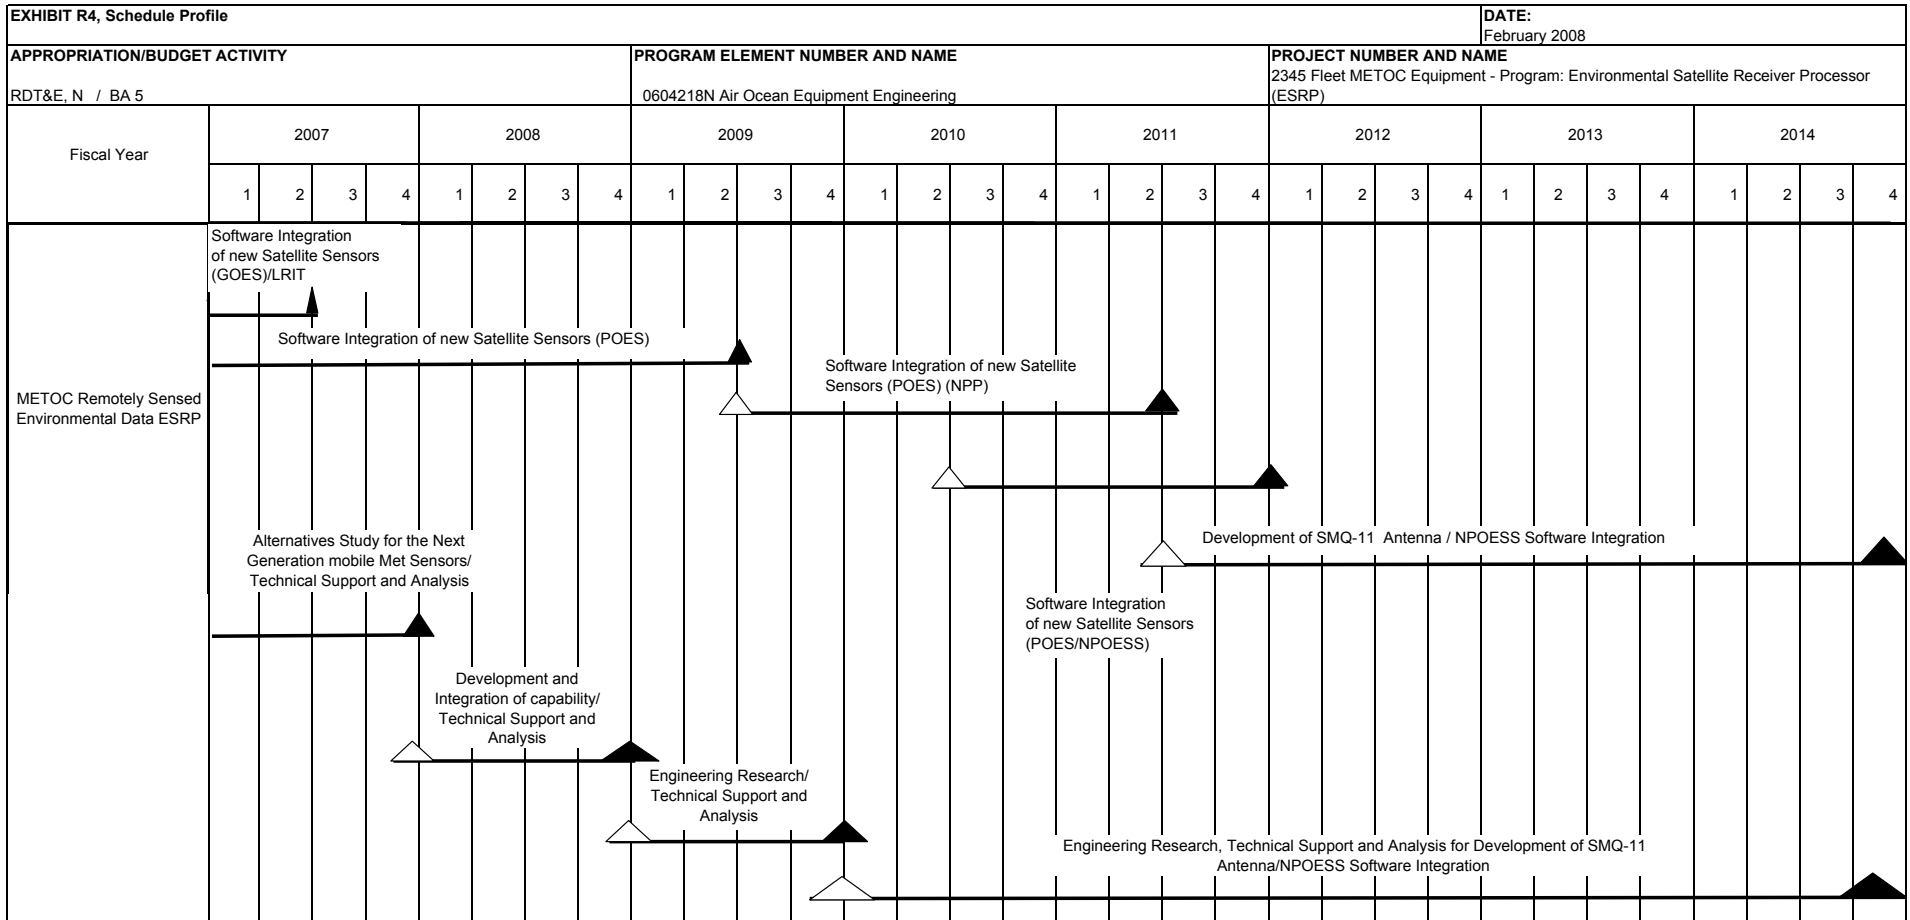 EXHIBIT R4, Schedule Profile
DATE:
February 2008
APPROPRIATION/BUDGET ACTIVITY
PROGRAM ELEMENT NUMBER AND NAME
PROJECT NUMBER AND NAME
RDT&E, N / BA 5
0604218N Air Ocean Equipment Engineering
2345 Fleet METOC Equipment - Program: Environmental Satellite Receiver Processor
(ESRP)
Fiscal Year
2007 2008 2009 2010 2011 2012 2013 2014
1 2 3 4 1 2 3 4 1 2 3 4 1 2 3 4 1 2 3 4 1 2 3 4 1 2 3 4 1 2 3 4
Software Integration
of new Satellite Sensors
(GOES)/LRIT
Software Integration of new Satellite Sensors (POES)
Software Integration of new Satellite
Sensors (POES) (NPP)
METOC Remotely Sensed
Environmental Data ESRP
Development of SMQ-11 Antenna / NPOESS Software Integration
Alternatives Study for the Next
Generation mobile Met Sensors/
Technical Support and Analysis
Software Integration
of new Satellite Sensors
(POES/NPOESS)
Development and
Integration of capability/
Technical Support and
Analysis
Engineering Research/
Technical Support and
Analysis
Engineering Research, Technical Support and Analysis for Development of SMQ-11
Antenna/NPOESS Software Integration